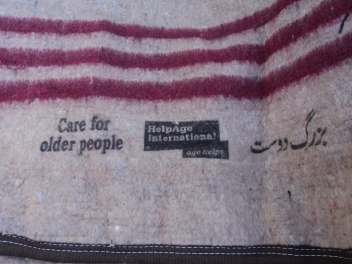 Care for
older people
HelpAge
International
age helps
بزرگ دوست